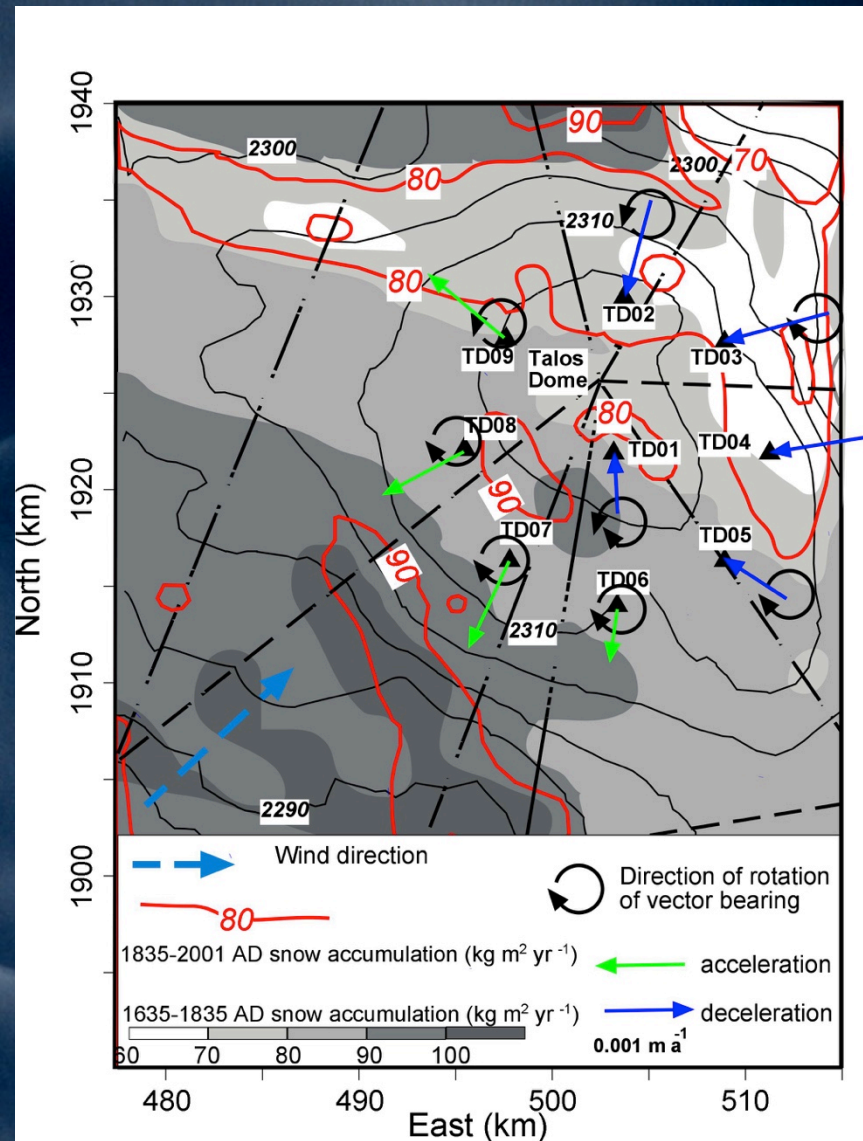 1940
1930
1920
1910
1900
North (km)
90
2300
2300
80
70
2310
80
TD02
TD09
Talos
Dome
TD03
TD08
80
TD01
TD04
90
TD07
TD05
90
TD06
2310
2290
Wind direction
80
1835-2001 AD snow accumulation (kg m² yr ⁻¹)
1635-1835 AD snow accumulation (kg m² yr ⁻¹)
60 70 80 90 100
Direction of rotation
of vector bearing
acceleration
deceleration
0.001 m a⁻¹
480 490 500 510
East (km)